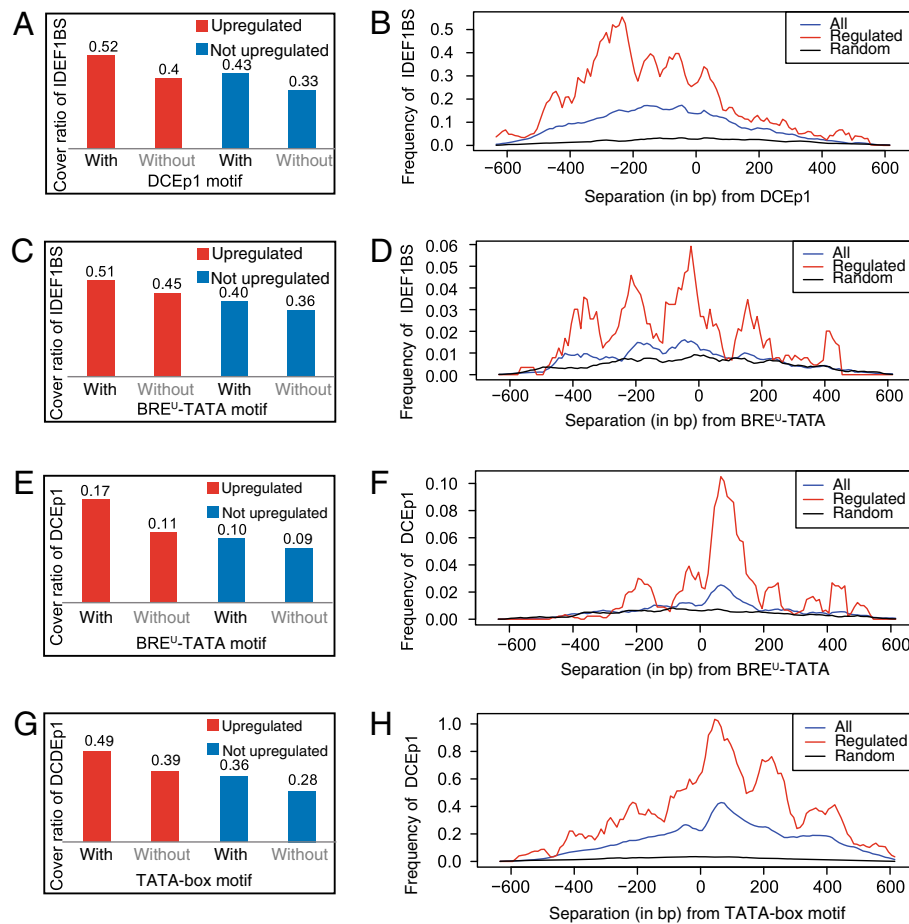 A
Upregulated
Not upregulated
0.52
0.4
0.43
0.33
Cover ratio of IDEF1BS
With
Without
With
Without
DCEp1 motif
B
All
Regulated
Random
Frequency of IDEF1BS
0.5
0.4
0.3
0.2
0.1
0.0
−600
−400
−200
0
200
400
600
Separation (in bp) from DCEp1
C
Upregulated
Not upregulated
0.51
0.45
0.40
0.36
Cover ratio of IDEF1BS
With
Without
With
Without
BREᵁ-TATA motif
D
All
Regulated
Random
Frequency of IDEF1BS
0.06
0.05
0.04
0.03
0.02
0.01
0.00
−600
−400
−200
0
200
400
600
Separation (in bp) from BREᵁ-TATA
E
Upregulated
Not upregulated
0.17
0.11
0.10
0.09
Cover ratio of DCEp1
With
Without
With
Without
BREᵁ-TATA motif
F
All
Regulated
Random
Frequency of DCEp1
0.10
0.08
0.06
0.04
0.02
0.00
−600
−400
−200
0
200
400
600
Separation (in bp) from BREᵁ-TATA
G
Upregulated
Not upregulated
0.49
0.39
0.36
0.28
Cover ratio of DCDEp1
With
Without
With
Without
TATA-box motif
H
All
Regulated
Random
Frequency of DCEp1
1.0
0.8
0.6
0.4
0.2
0.0
−600
−400
−200
0
200
400
600
Separation (in bp) from TATA-box motif